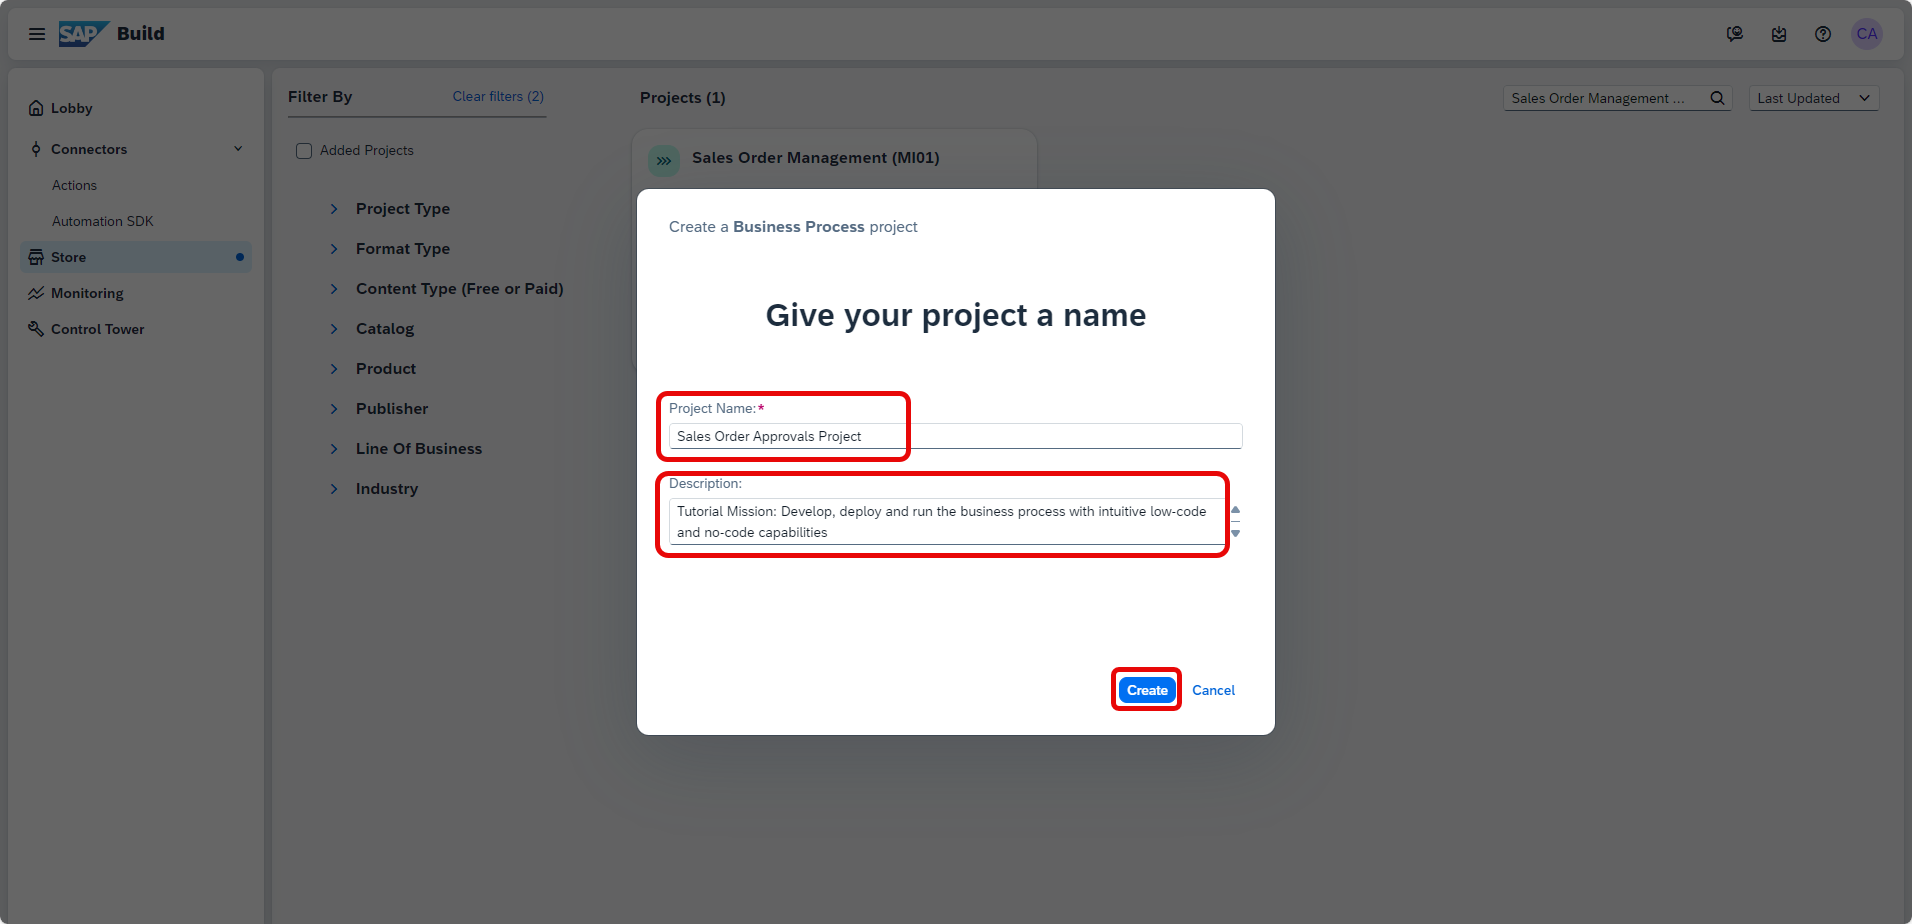 SAP Build
CA
Lobby
Connectors
Actions
Automation SDK
Store
Monitoring
Control Tower
Filter By
Clear filters (2)
Added Projects
Project Type
Format Type
Content Type (Free or Paid)
Catalog
Product
Publisher
Line Of Business
Industry
Projects (1)
Sales Order Management ...
Last Updated
Sales Order Management (MI01)
Create a Business Process project
Give your project a name
Project Name:*
Sales Order Approvals Project
Description:
Tutorial Mission: Develop, deploy and run the business process with intuitive low-code
and no-code capabilities
Create
Cancel